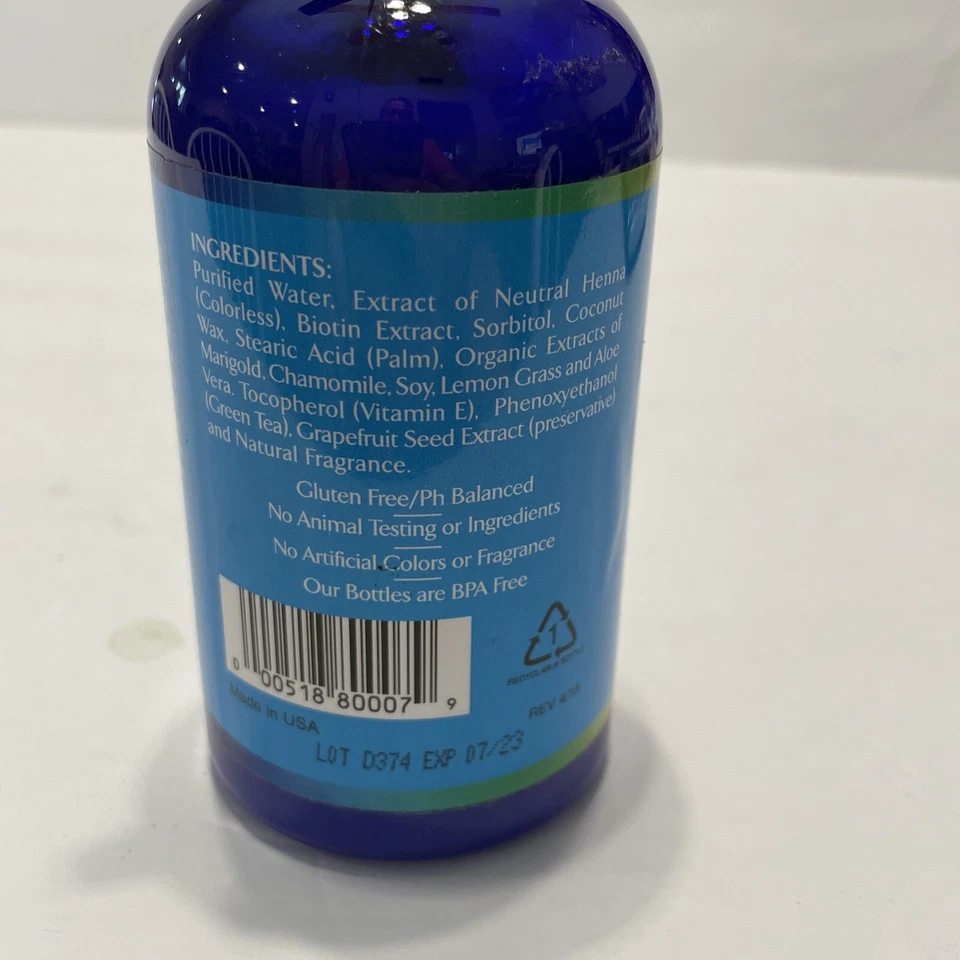 INGREDIENTS:
Purified Water, Extract of Neutral Henna
(Colorless), Biotin Extract, Sorbitol, Coconut
Wax, Stearic Acid (Palm), Organic Extracts of
Marigold, Chamomile, Soy, Lemon Grass and Aloe
Vera, Tocopherol (Vitamin E), Phenoxyethanol
(Green Tea), Grapefruit Seed Extract (preservative)
and Natural Fragrance.
Gluten Free/Ph Balanced
No Animal Testing or Ingredients
No Artificial Colors or Fragrance
Our Bottles are BPA Free
1
RECYCLABLE BOTTLE
0 00518 80007 9
Made in USA
REV
LOT D374 EXP 07/23